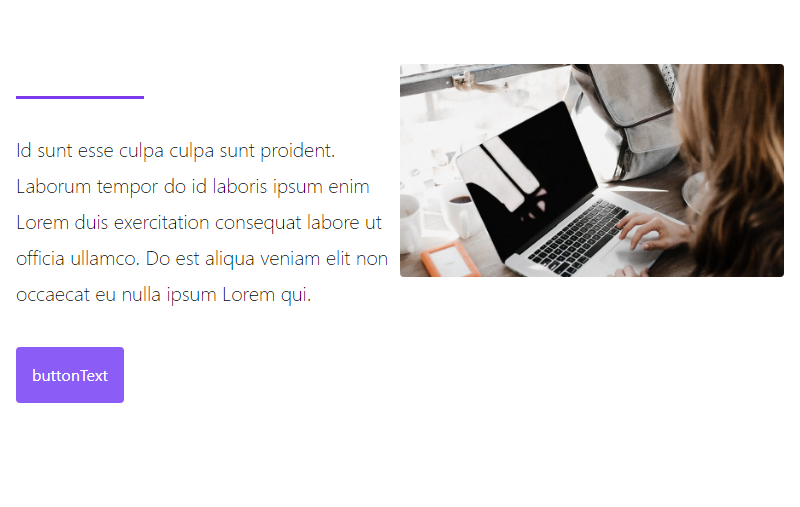 Id sunt esse culpa culpa sunt proident.
Laborum tempor do id laboris ipsum enim
Lorem duis exercitation consequat labore ut
officia ullamco. Do est aliqua veniam elit non
occaecat eu nulla ipsum Lorem qui.
buttonText